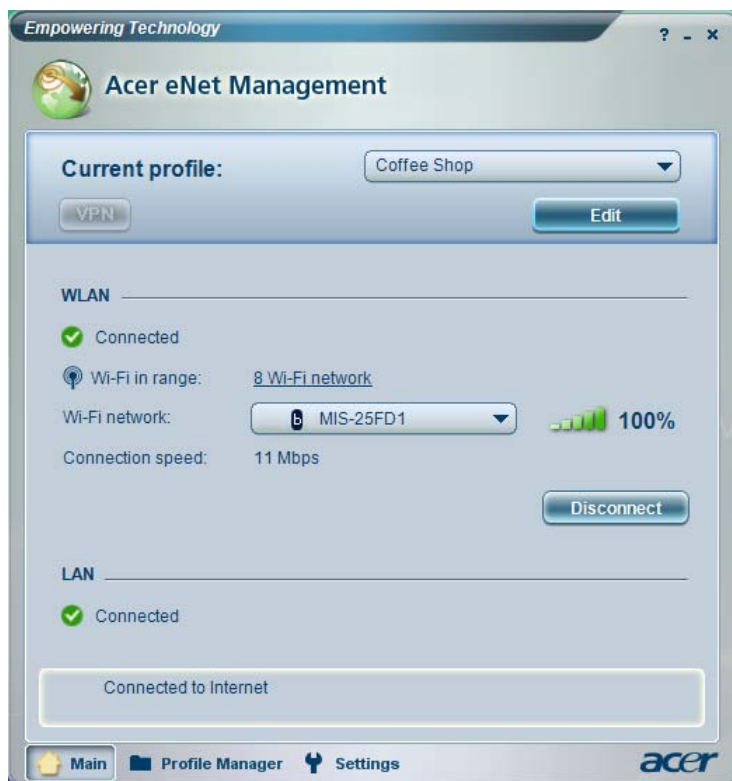 Empowering Technology
? - x
Acer eNet Management
Current profile: Coffee Shop
VPN Edit
WLAN
Connected
Wi-Fi in range: 8 Wi-Fi network
Wi-Fi network: b MIS-25FD1 100%
Connection speed: 11 Mbps
Disconnect
LAN
Connected
Connected to Internet
Main Profile Manager Settings acer